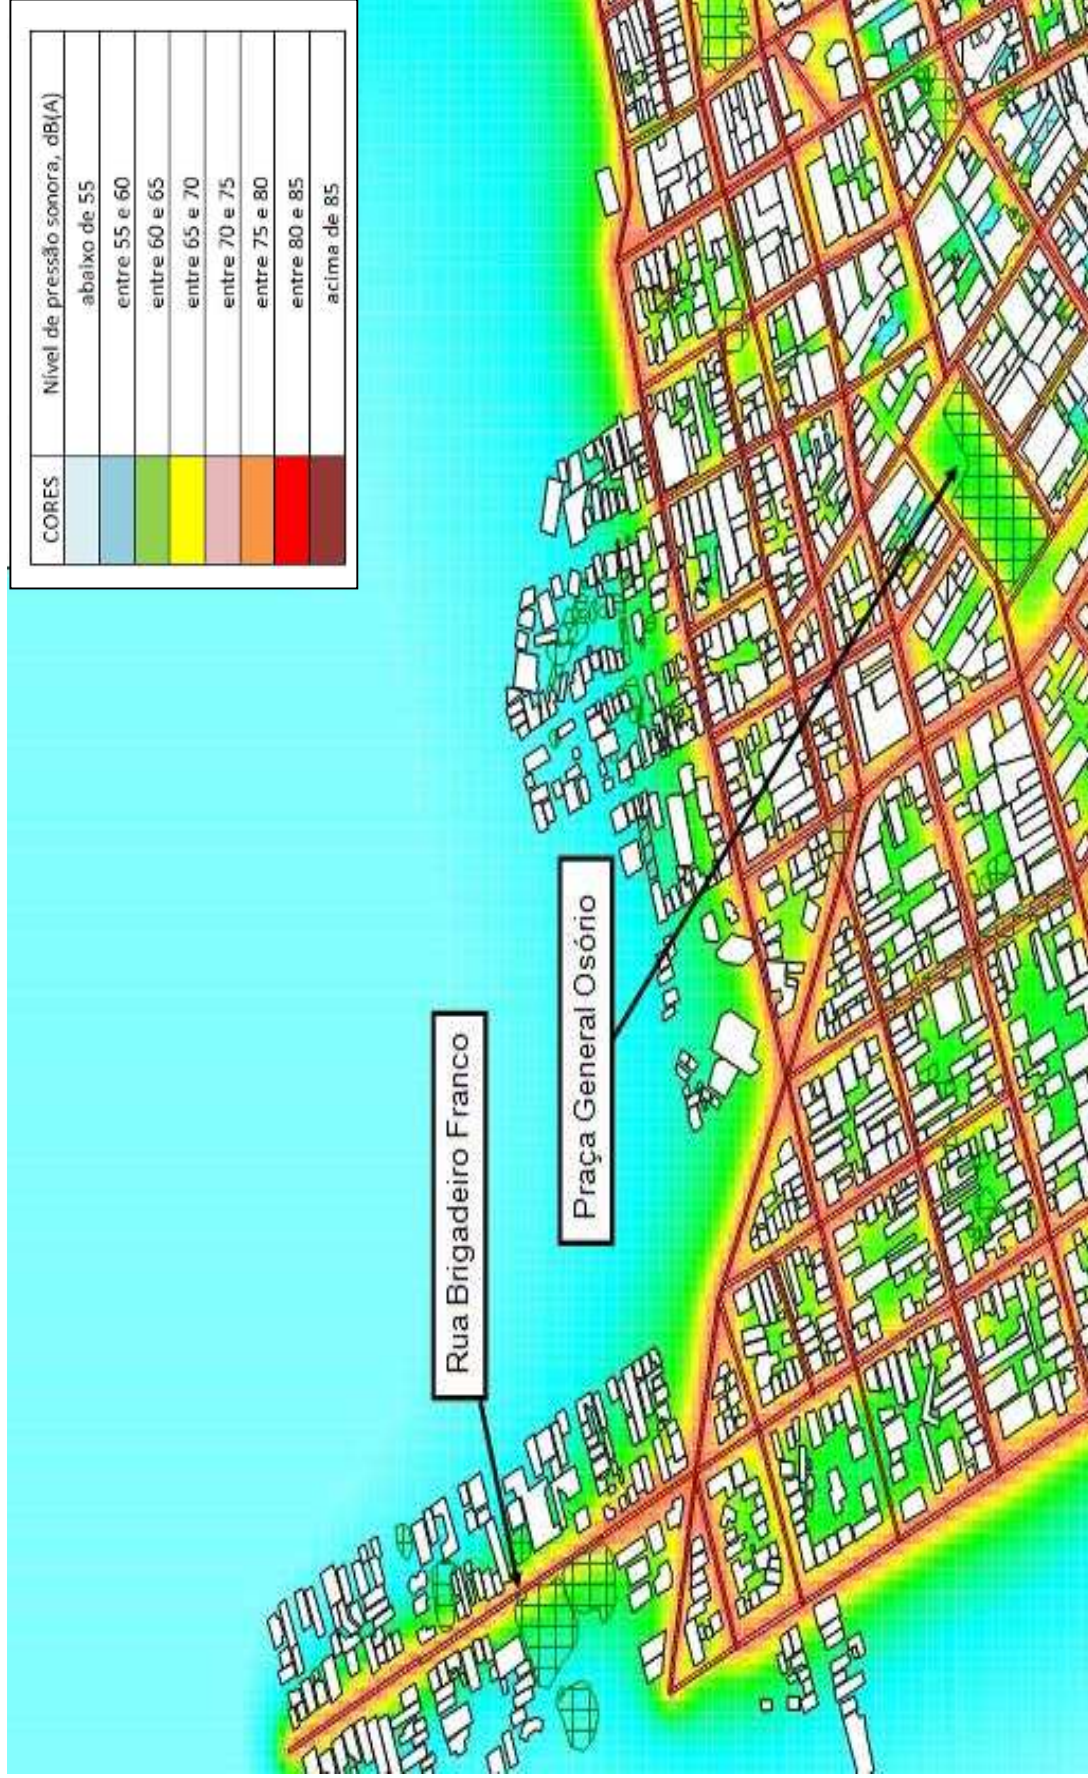 CORES Nível de pressão sonora, dB(A)
abaixo de 55
entre 55 e 60
entre 60 e 65
entre 65 e 70
entre 70 e 75
entre 75 e 80
entre 80 e 85
acima de 85
Rua Brigadeiro Franco
Praça General Osório